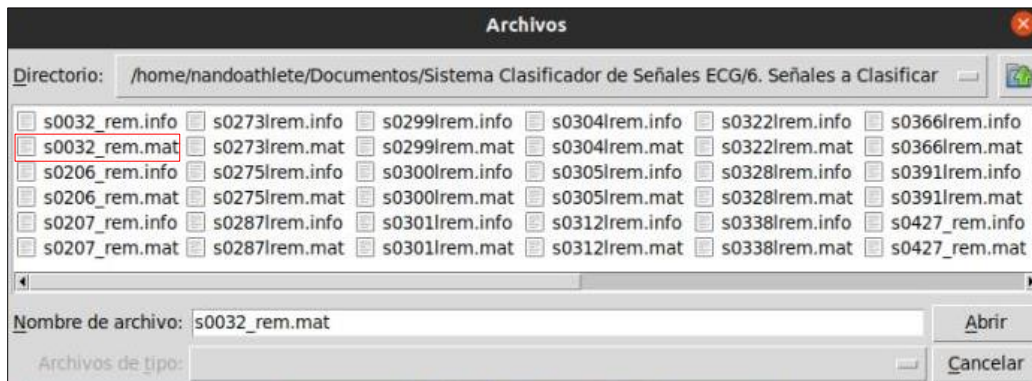 Archivos
Directorio: /home/nandoathlete/Documentos/Sistema Clasificador de Señales ECG/6. Señales a Clasificar
s0032_rem.info s0273lrem.info s0299lrem.info s0304lrem.info s0322lrem.info s0366lrem.info
s0032_rem.mat s0273lrem.mat s0299lrem.mat s0304lrem.mat s0322lrem.mat s0366lrem.mat
s0206_rem.info s0275lrem.info s0300lrem.info s0305lrem.info s0328lrem.info s0391lrem.info
s0206_rem.mat s0275lrem.mat s0300lrem.mat s0305lrem.mat s0328lrem.mat s0391lrem.mat
s0207_rem.info s0287lrem.info s0301lrem.info s0312lrem.info s0338lrem.info s0427_rem.info
s0207_rem.mat s0287lrem.mat s0301lrem.mat s0312lrem.mat s0338lrem.mat s0427_rem.mat
Nombre de archivo: s0032_rem.mat Abrir
Archivos de tipo: Cancelar